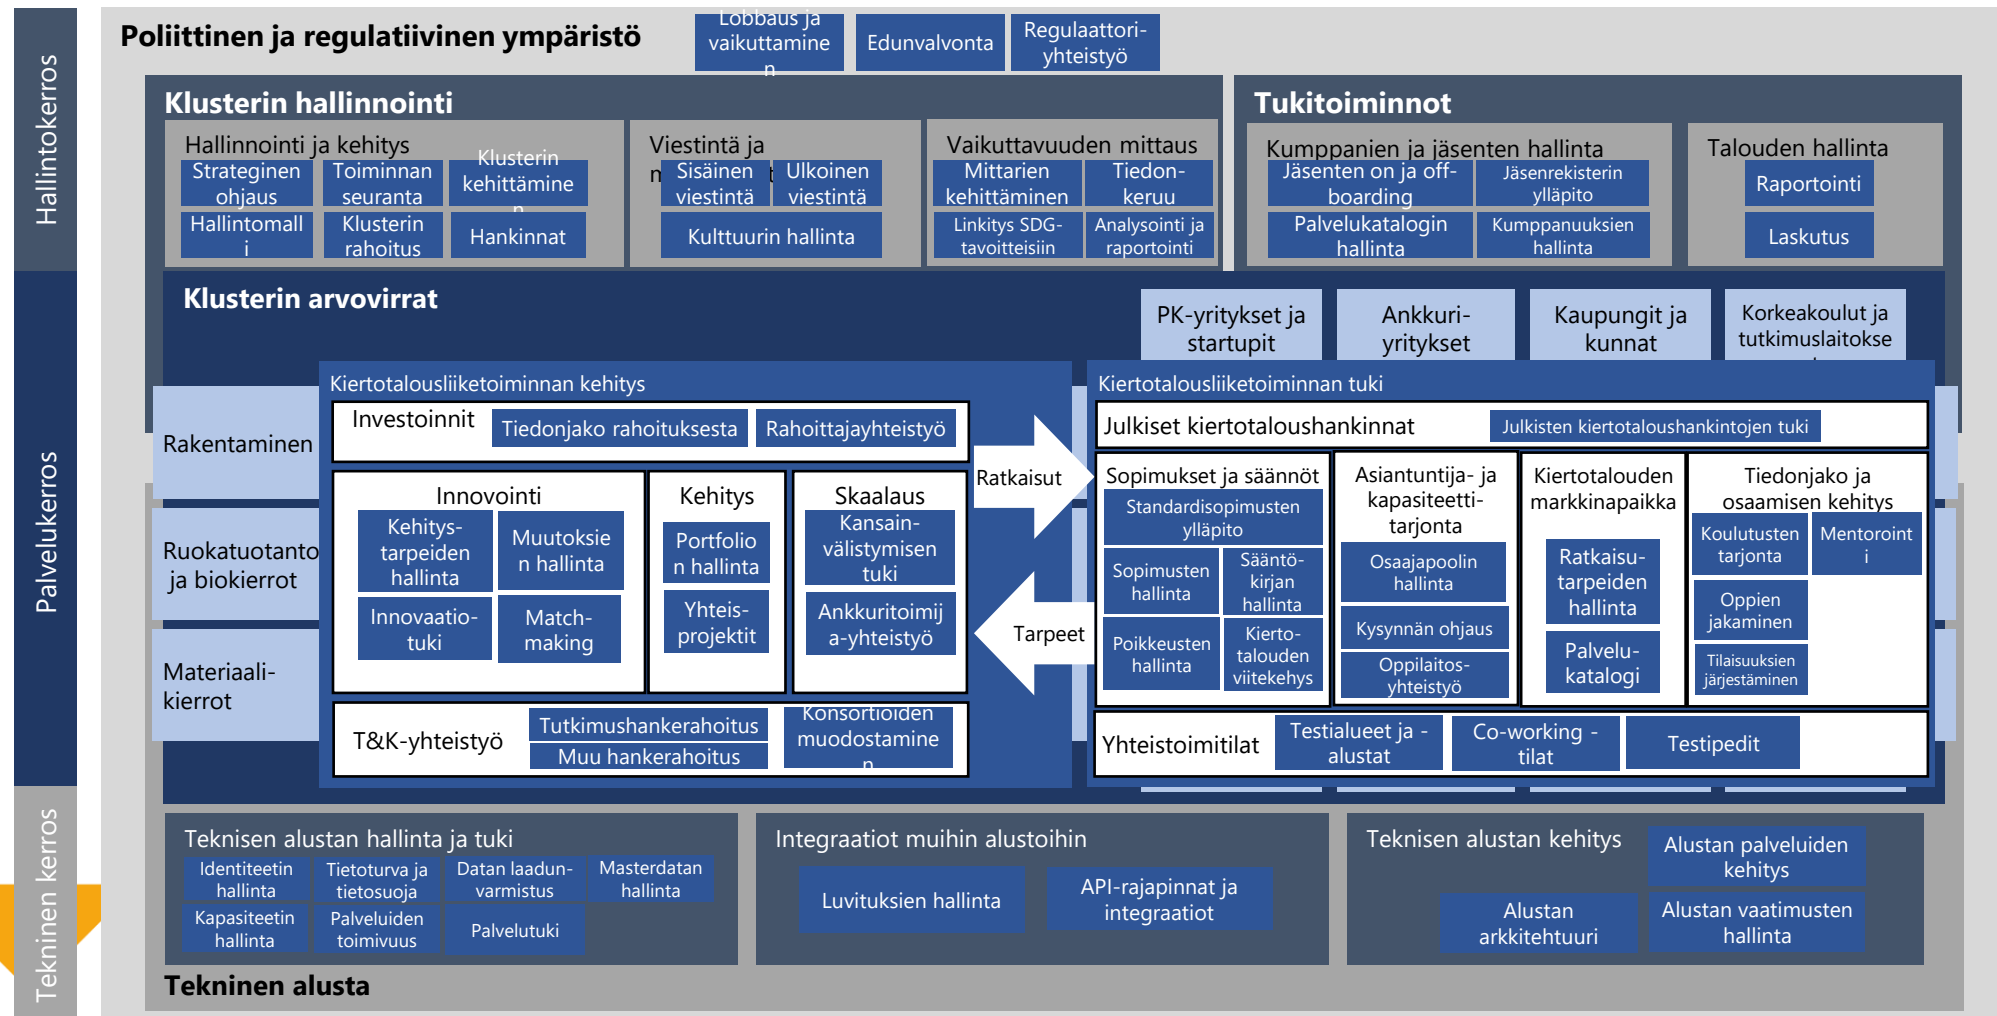 Hallintokerros
Palvelukerros
Tekninen kerros
Poliittinen ja regulatiivinen ympäristö
Lobbaus ja
vaikuttamine
n
Edunvalvonta
Regulaattori-
yhteistyö
Klusterin hallinnointi
Hallinnointi ja kehitys
Strateginen
ohjaus
Toiminnan
seuranta
Klusterin
kehittämine
n
Hallintomall
i
Klusterin
rahoitus
Hankinnat
Viestintä ja
Sisäinen
viestintä
Ulkoinen
viestintä
Kulttuurin hallinta
Vaikuttavuuden mittaus
Mittarien
kehittäminen
Tiedon-
keruu
Linkitys SDG-
tavoitteisiin
Analysointi ja
raportointi
Tukitoiminnot
Kumppanien ja jäsenten hallinta
Jäsenten on ja off-
boarding
Jäsenrekisterin
ylläpito
Palvelukatalogin
hallinta
Kumppanuuksien
hallinta
Talouden hallinta
Raportointi
Laskutus
Klusterin arvovirrat
PK-yritykset ja
startupit
Ankkuri-
yritykset
Kaupungit ja
kunnat
Korkeakoulut ja
tutkimuslaitokse
Rakentaminen
Ruokatuotanto
ja biokierrot
Materiaali-
kierrot
Kiertotalousliiketoiminnan kehitys
Investoinnit
Tiedonjako rahoituksesta
Rahoittajayhteistyö
Innovointi
Kehitys-
tarpeiden
hallinta
Muutoksie
n hallinta
Innovaatio-
tuki
Match-
making
Kehitys
Portfolio
n hallinta
Yhteis-
projektit
Skaalaus
Kansain-
välistymisen
tuki
Ankkuritoimij
a-yhteistyö
T&K-yhteistyö
Tutkimushankerahoitus
Muu hankerahoitus
Konsortioiden
muodostamine
n
Ratkaisut
Tarpeet
Kiertotalousliiketoiminnan tuki
Julkiset kiertotaloushankinnat
Julkisten kiertotaloushankintojen tuki
Sopimukset ja säännöt
Standardisopimusten
ylläpito
Sopimusten
hallinta
Sääntö-
kirjan
hallinta
Poikkeusten
hallinta
Kierto-
talouden
viitekehys
Asiantuntija- ja
kapasiteetti-
tarjonta
Osaajapoolin
hallinta
Kysynnän ohjaus
Oppilaitos-
yhteistyö
Kiertotalouden
markkinapaikka
Ratkaisu-
tarpeiden
hallinta
Palvelu-
katalogi
Tiedonjako ja
osaamisen kehitys
Koulutusten
tarjonta
Mentoroint
i
Oppien
jakaminen
Tilaisuuksien
järjestäminen
Yhteistoimitilat
Testialueet ja -
alustat
Co-working -
tilat
Testipedit
Teknisen alustan hallinta ja tuki
Identiteetin
hallinta
Tietoturva ja
tietosuoja
Datan laadun-
varmistus
Masterdatan
hallinta
Kapasiteetin
hallinta
Palveluiden
toimivuus
Palvelutuki
Integraatiot muihin alustoihin
Luvituksien hallinta
API-rajapinnat ja
integraatiot
Teknisen alustan kehitys
Alustan palveluiden
kehitys
Alustan
arkkitehtuuri
Alustan vaatimusten
hallinta
Tekninen alusta